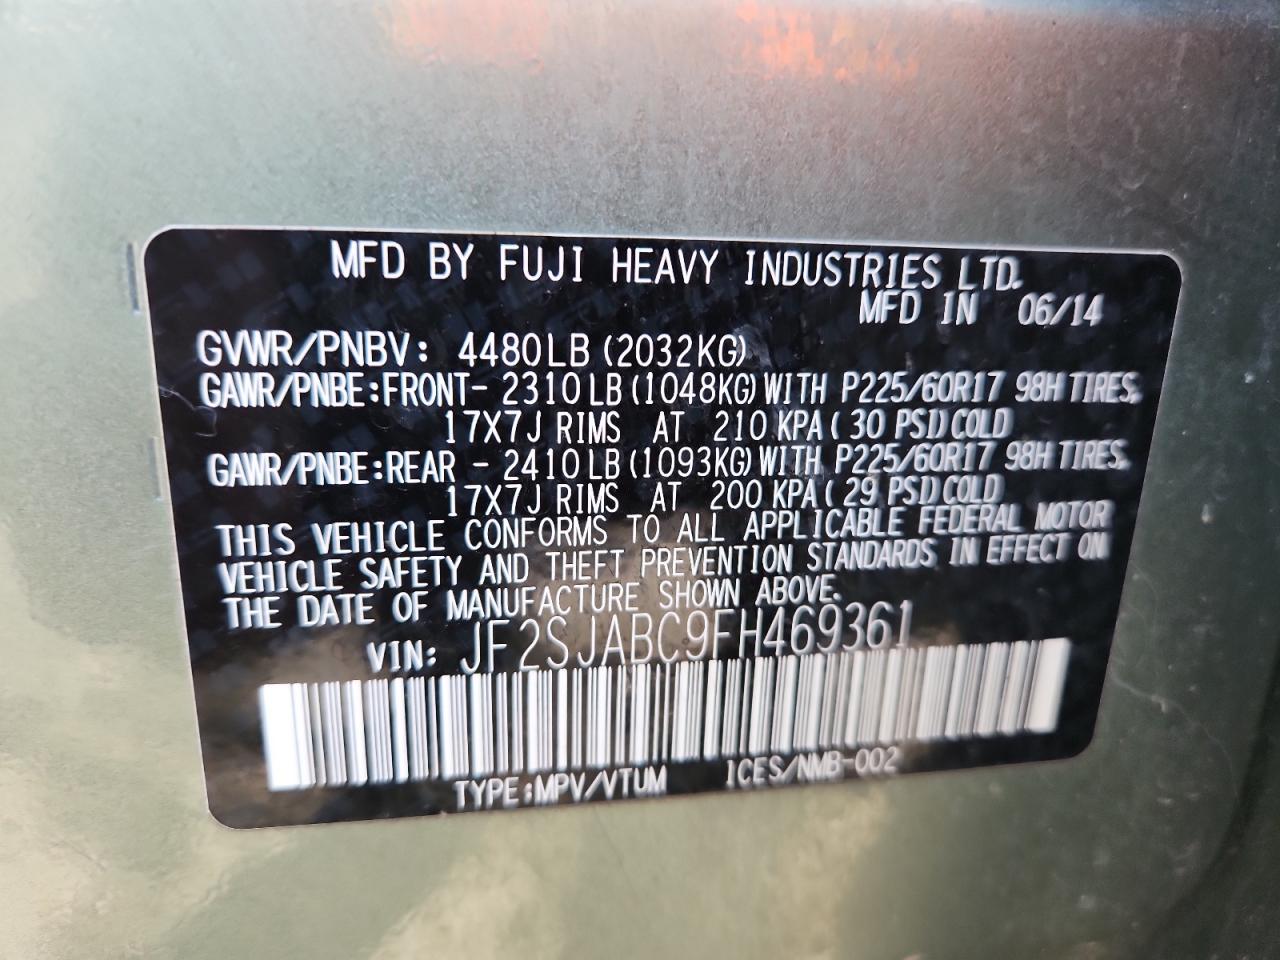 MFD BY FUJI HEAVY INDUSTRIES LTD.
MFD IN 06/14
GVWR/PNBV: 4480LB (2032KG)
GAWR/PNBE:FRONT- 2310 LB (1048KG) WITH P225/60R17 98H TIRES.
17X7J RIMS AT 210 KPA ( 30 PSI) COLD
GAWR/PNBE:REAR - 2410 LB (1093KG) WITH P225/60R17 98H TIRES.
17X7J RIMS AT 200 KPA ( 29 PSI) COLD
THIS VEHICLE CONFORMS TO ALL APPLICABLE FEDERAL MOTOR
VEHICLE SAFETY AND THEFT PREVENTION STANDARDS IN EFFECT ON
THE DATE OF MANUFACTURE SHOWN ABOVE.
VIN: JF2SJABC9FH469361
TYPE:MPV/VTUM ICES/NMB-002